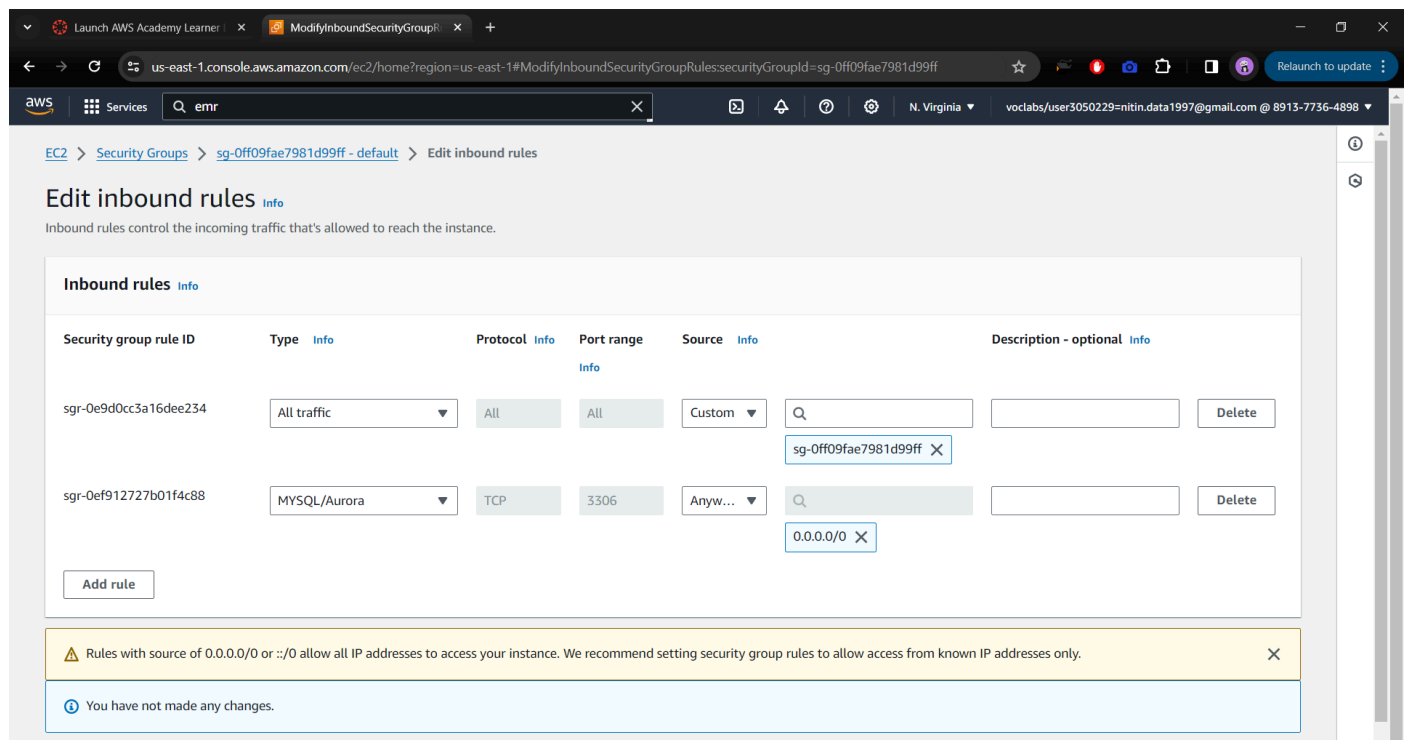 Launch AWS Academy Learner
ModifyInboundSecurityGroupR
us-east-1.console.aws.amazon.com/ec2/home?region=us-east-1#ModifyInboundSecurityGroupRules:securityGroupId=sg-0ff09fae7981d99ff
Relaunch to update
aws Services emr N. Virginia voclabs/user3050229=nitin.data1997@gmail.com @ 8913-7736-4898
EC2 > Security Groups > sg-0ff09fae7981d99ff - default > Edit inbound rules
Edit inbound rules Info
Inbound rules control the incoming traffic that's allowed to reach the instance.
Inbound rules Info
Security group rule ID Type Info Protocol Info Port range Source Info Description - optional Info
Info
sgr-0e9d0cc3a16dee234 All traffic All All Custom Delete
sg-0ff09fae7981d99ff
sgr-0ef912727b01f4c88 MYSQL/Aurora TCP 3306 Anyw... Delete
0.0.0.0/0
Add rule
Rules with source of 0.0.0.0/0 or ::/0 allow all IP addresses to access your instance. We recommend setting security group rules to allow access from known IP addresses only.
You have not made any changes.